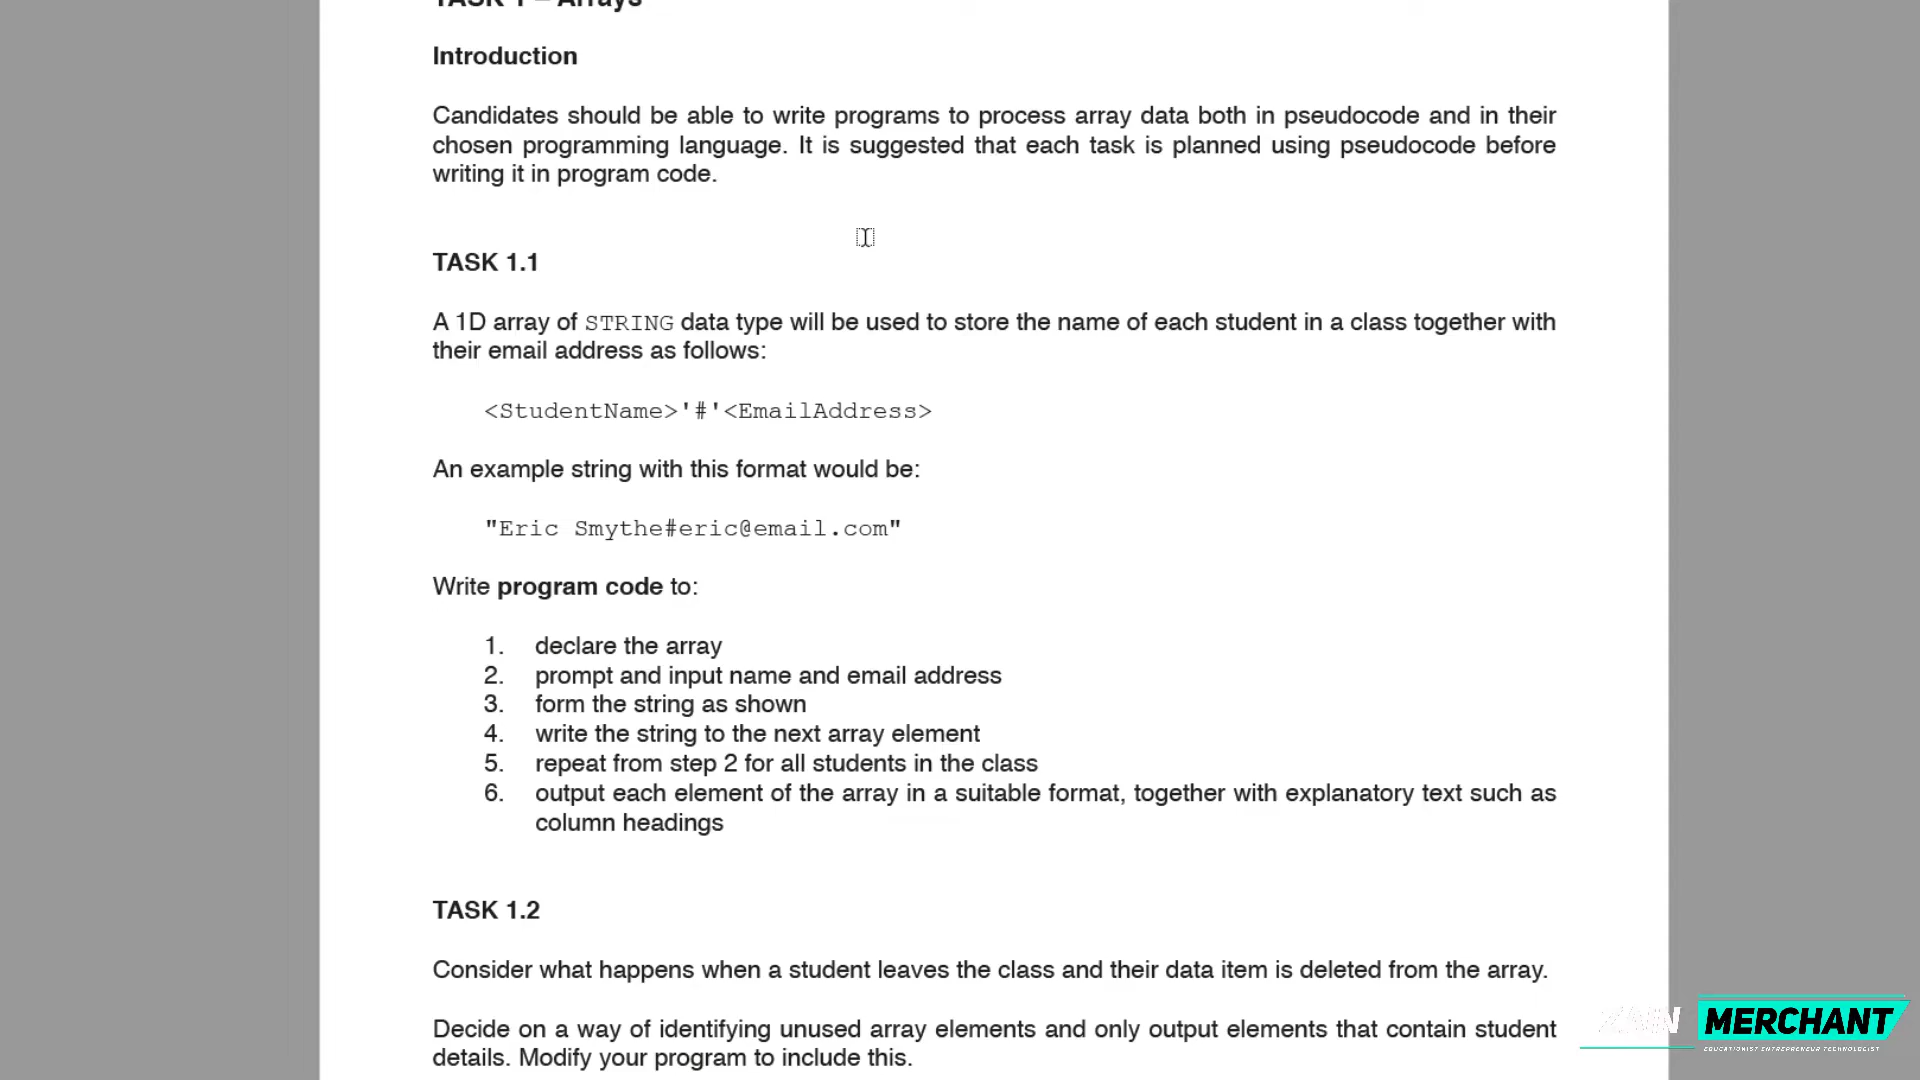 TASK 1 – Arrays
Introduction
Candidates should be able to write programs to process array data both in pseudocode and in their
chosen programming language. It is suggested that each task is planned using pseudocode before
writing it in program code.
TASK 1.1
A 1D array of STRING data type will be used to store the name of each student in a class together with
their email address as follows:
<StudentName>'#'<EmailAddress>
An example string with this format would be:
"Eric Smythe#eric@email.com"
Write program code to:
1. declare the array
2. prompt and input name and email address
3. form the string as shown
4. write the string to the next array element
5. repeat from step 2 for all students in the class
6. output each element of the array in a suitable format, together with explanatory text such as
column headings
TASK 1.2
Consider what happens when a student leaves the class and their data item is deleted from the array.
Decide on a way of identifying unused array elements and only output elements that contain student
details. Modify your program to include this.
MERCHANT
EDUCATIONIST ENTREPRENEUR TECHNOLOGIST